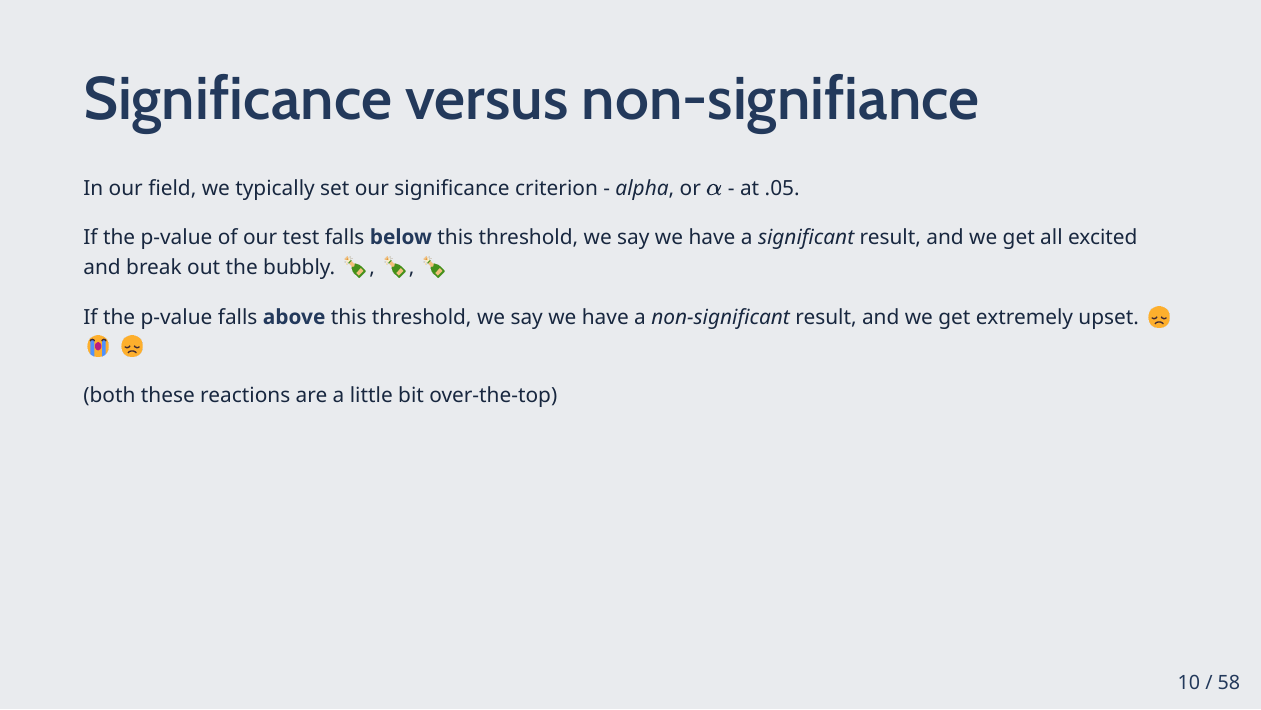 Significance versus non-signifiance
In our field, we typically set our significance criterion - alpha, or α - at .05.
If the p-value of our test falls below this threshold, we say we have a significant result, and we get all excited
and break out the bubbly. 🍾, 🍾, 🍾
If the p-value falls above this threshold, we say we have a non-significant result, and we get extremely upset. 😞
😭 😞
(both these reactions are a little bit over-the-top)
10 / 58